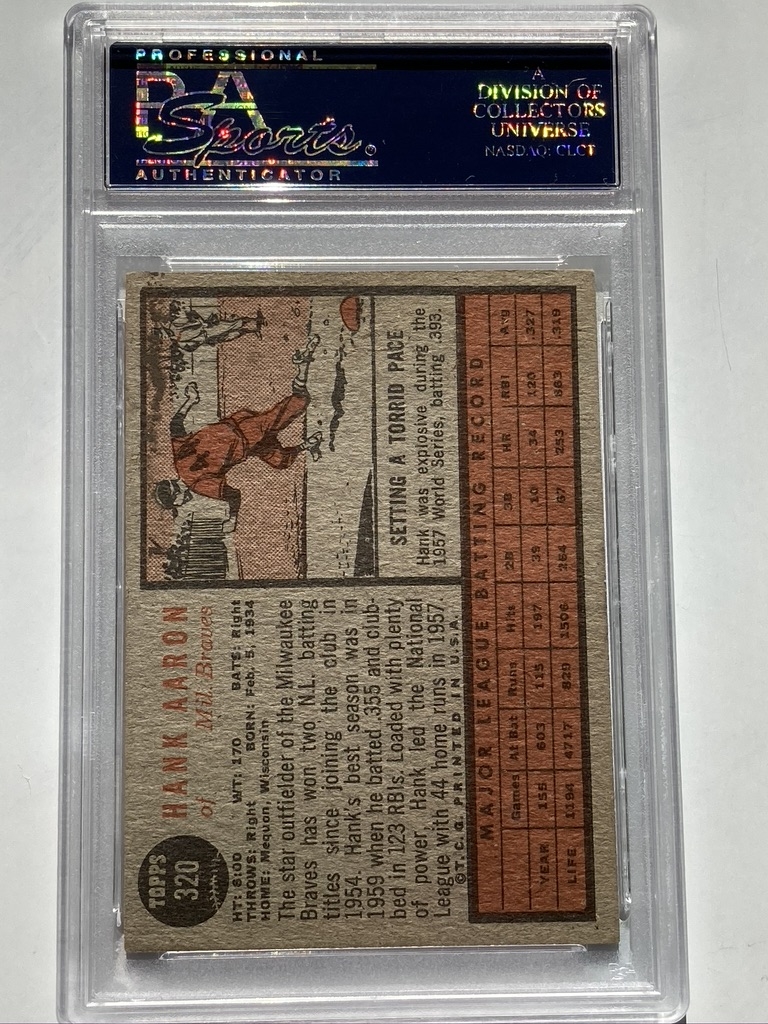 PROFESSIONAL
PSA
Sports®
AUTHENTICATOR
A
DIVISION OF
COLLECTORS
UNIVERSE
NASDAQ: CLCT
TOPPS
320
HANK AARON
of Mil. Braves
HT: 6:00 WT: 170 BATS: Right
THROWS: Right BORN: Feb. 5, 1934
HOME: Mequon, Wisconsin
The star outfielder of the Milwaukee
Braves has won two N.L. batting
titles since joining the club in
1954. Hank's best season was in
1959 when he batted .355 and club-
bed in 123 RBIs. Loaded with plenty
of power, Hank led the National
League with 44 home runs in 1957.
©T.C.G. PRINTED IN U.S.A.
44
SETTING A TORRID PACE
Hank was explosive during the
1957 World Series, batting .393.
MAJOR LEAGUE BATTING RECORD
Games At Bat Runs Hits 2B 3B HR RBI Avg
YEAR 155 603 115 197 39 10 34 120 .327
LIFE 1194 4717 829 1506 264 67 253 863 .319